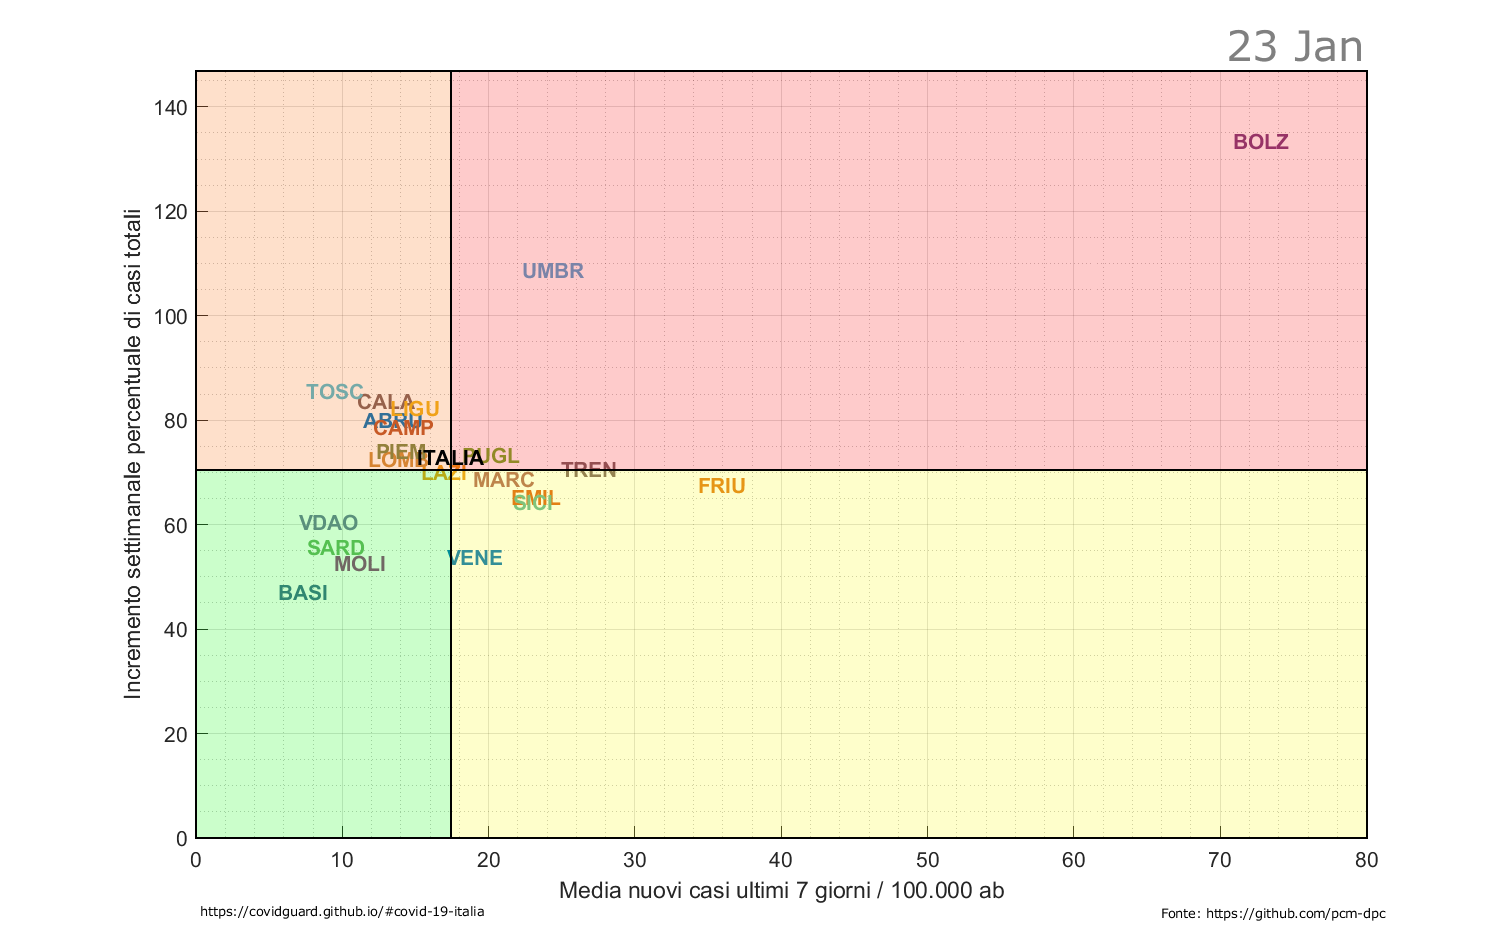 23 Jan
Incremento settimanale percentuale di casi totali
140
120
100
80
60
40
20
0
BOLZ
UMBR
TOSC
CALA
LIGU
ABRU
CAMP
PIEM
PUGL
ITALIA
LOMB
TREN
LAZI
MARC
FRIU
EMIL
SICI
VDAO
SARD
VENE
MOLI
BASI
0 10 20 30 40 50 60 70 80
Media nuovi casi ultimi 7 giorni / 100.000 ab
https://covidguard.github.io/#covid-19-italia
Fonte: https://github.com/pcm-dpc